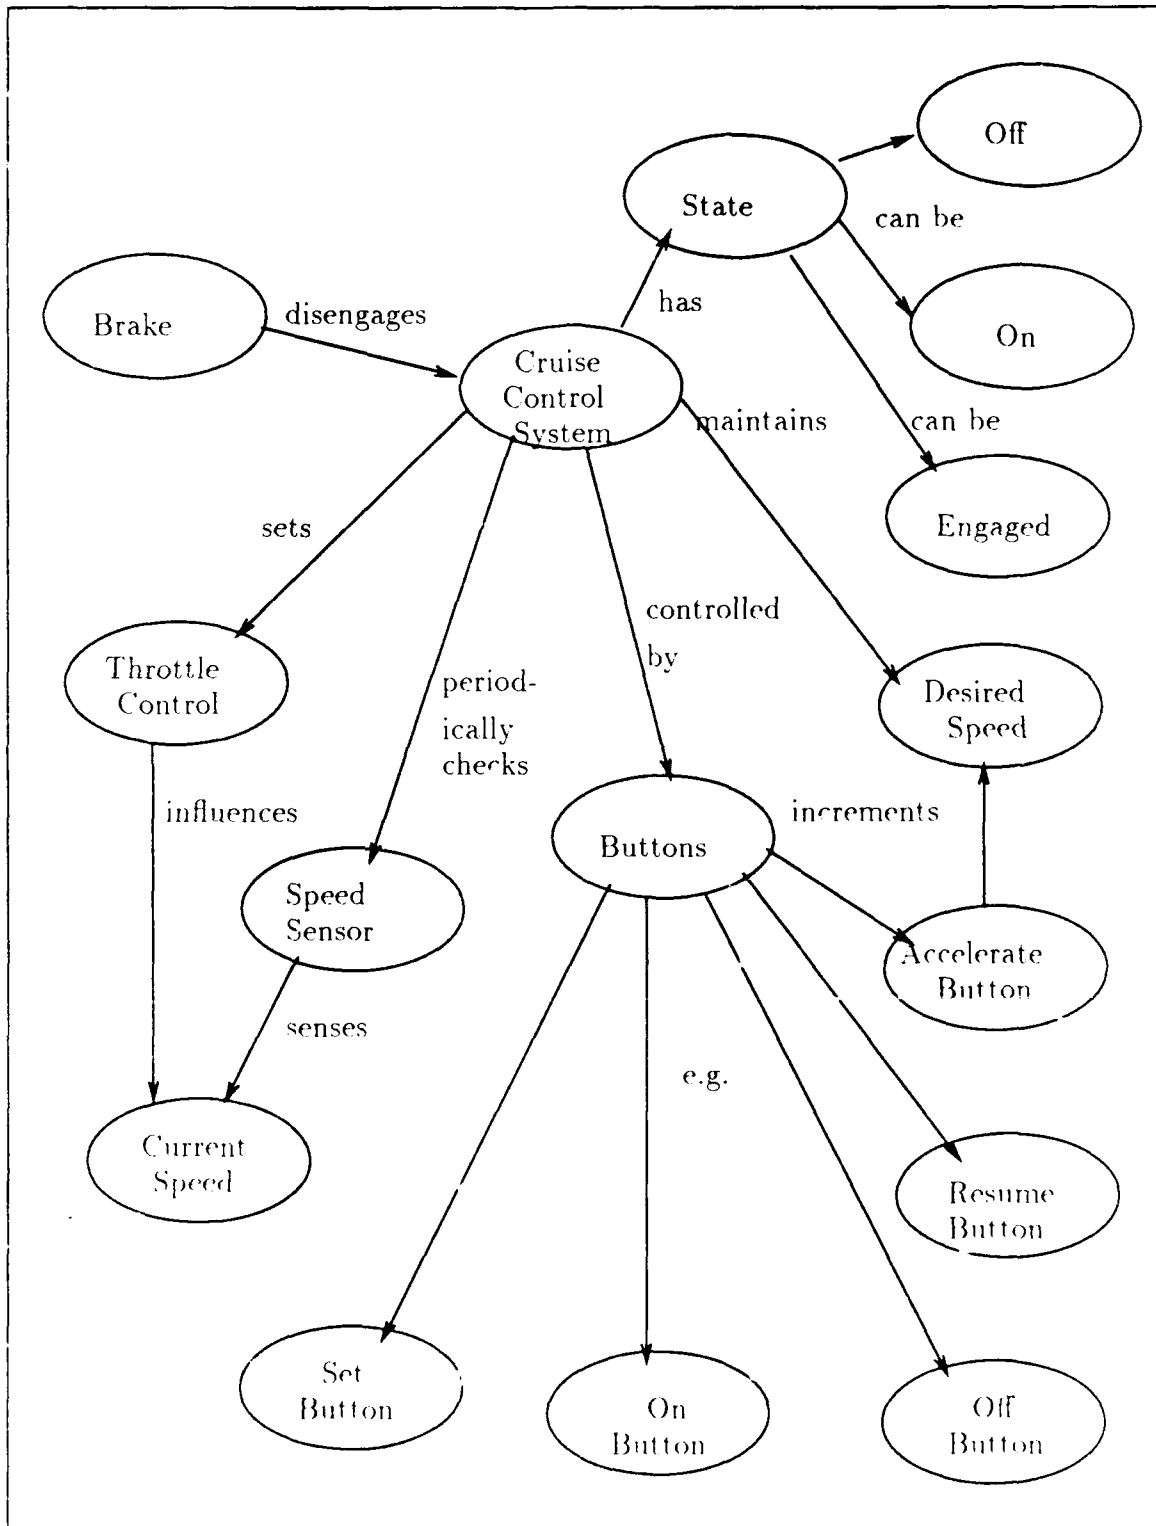 Off
State
can be
has
Brake
disengages
On
Cruise
Control
System
maintains
can be
Engaged
sets
controlled
by
Throttle
Control
period-
ically
checks
Desired
Speed
influences
increments
Buttons
Speed
Sensor
Accelerate
Button
senses
e.g.
Current
Speed
Resume
Button
Set
Button
On
Button
Off
Button